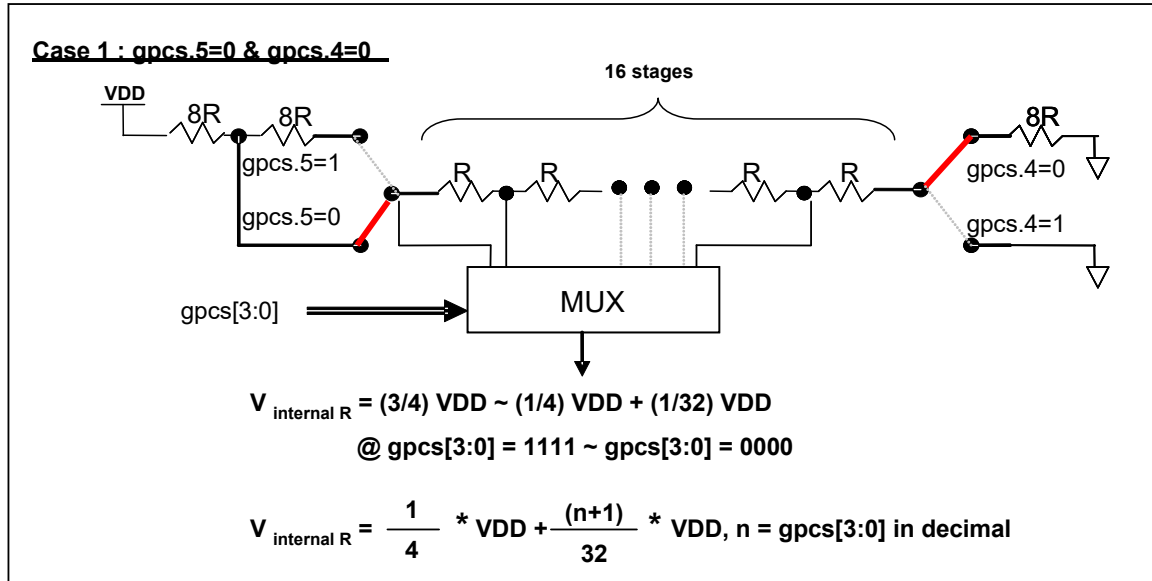 Case 1 : gpcs.5=0 & gpcs.4=0
16 stages
VDD
8R
8R
8R
gpcs.5=1
gpcs.4=0
R
R
R
R
gpcs.5=0
gpcs.4=1
MUX
gpcs[3:0]
V internal R = (3/4) VDD ~ (1/4) VDD + (1/32) VDD
@ gpcs[3:0] = 1111 ~ gpcs[3:0] = 0000
V internal R = 1/4 * VDD + (n+1)/32 * VDD, n = gpcs[3:0] in decimal